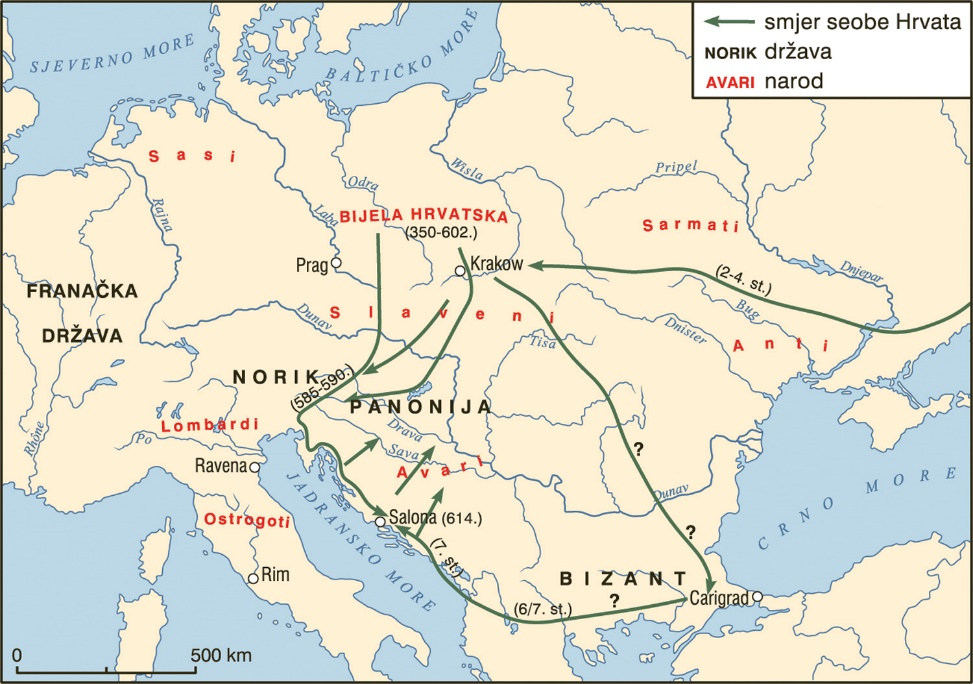 smjer seobe Hrvata
NORIK država
AVARI narod
SJEVERNO MORE
BALTIČKO MORE
Sasi
Wisla
Pripel
Odra
Rajna
Laba
BIJELA HRVATSKA
(350-602.)
Sarmati
Prag
Krakow
Dnjepar
(2-4. st.)
FRANAČKA
DRŽAVA
Dunav
Slaveni
Bug
Dnister
Anti
Tisa
NORIK
(585-590.)
PANONIJA
Lombardi
Po
Rhône
Drava
Sava
Avari
?
Ravena
Dunav
JADRANSKO MORE
CRNO MORE
Ostrogoti
Salona (614.)
?
(7. st.)
Rim
BIZANT
?
Carigrad
(6/7. st.)
0 500 km